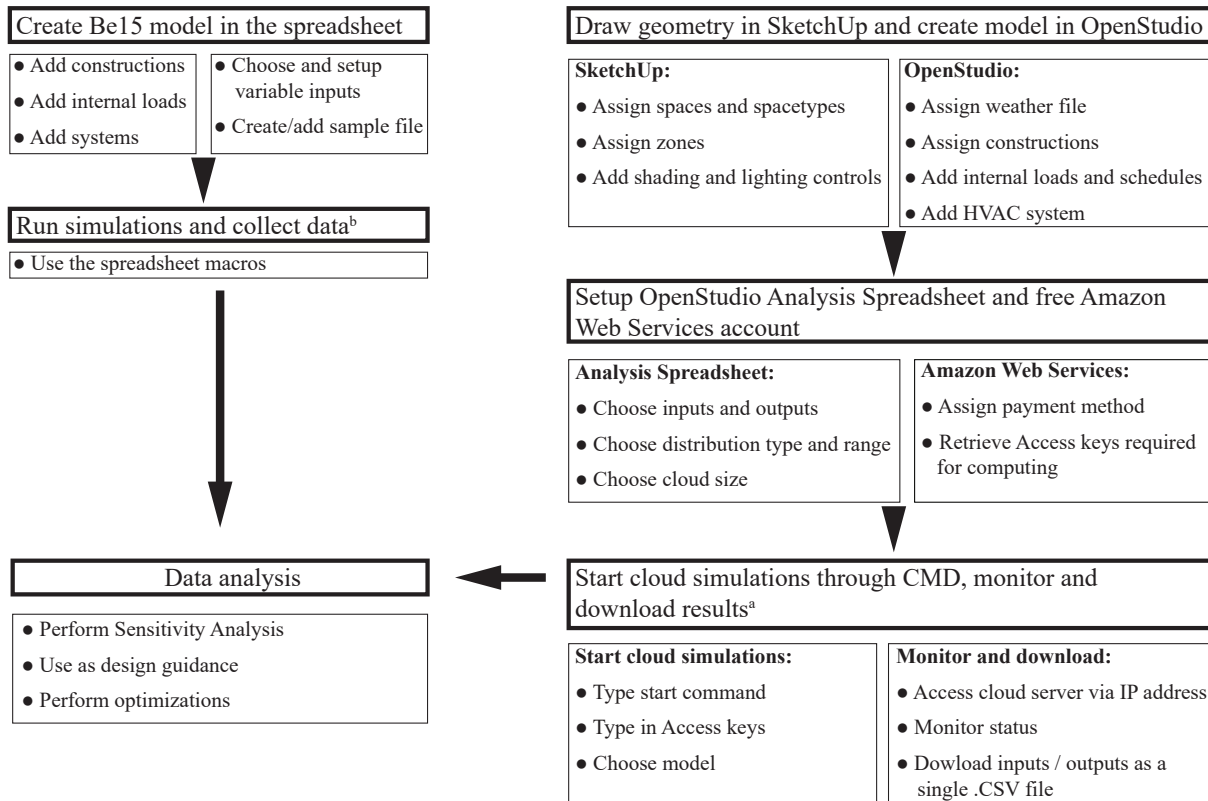 Create Be15 model in the spreadsheet
● Add constructions
● Add internal loads
● Add systems
● Choose and setup
variable inputs
● Create/add sample file
Run simulations and collect dataᵇ
● Use the spreadsheet macros
Data analysis
● Perform Sensitivity Analysis
● Use as design guidance
● Perform optimizations
Draw geometry in SketchUp and create model in OpenStudio
SketchUp:
● Assign spaces and spacetypes
● Assign zones
● Add shading and lighting controls
OpenStudio:
● Assign weather file
● Assign constructions
● Add internal loads and schedules
● Add HVAC system
Setup OpenStudio Analysis Spreadsheet and free Amazon
Web Services account
Analysis Spreadsheet:
● Choose inputs and outputs
● Choose distribution type and range
● Choose cloud size
Amazon Web Services:
● Assign payment method
● Retrieve Access keys required
for computing
Start cloud simulations through CMD, monitor and
download resultsᵃ
Start cloud simulations:
● Type start command
● Type in Access keys
● Choose model
Monitor and download:
● Access cloud server via IP address
● Monitor status
● Dowload inputs / outputs as a
single .CSV file